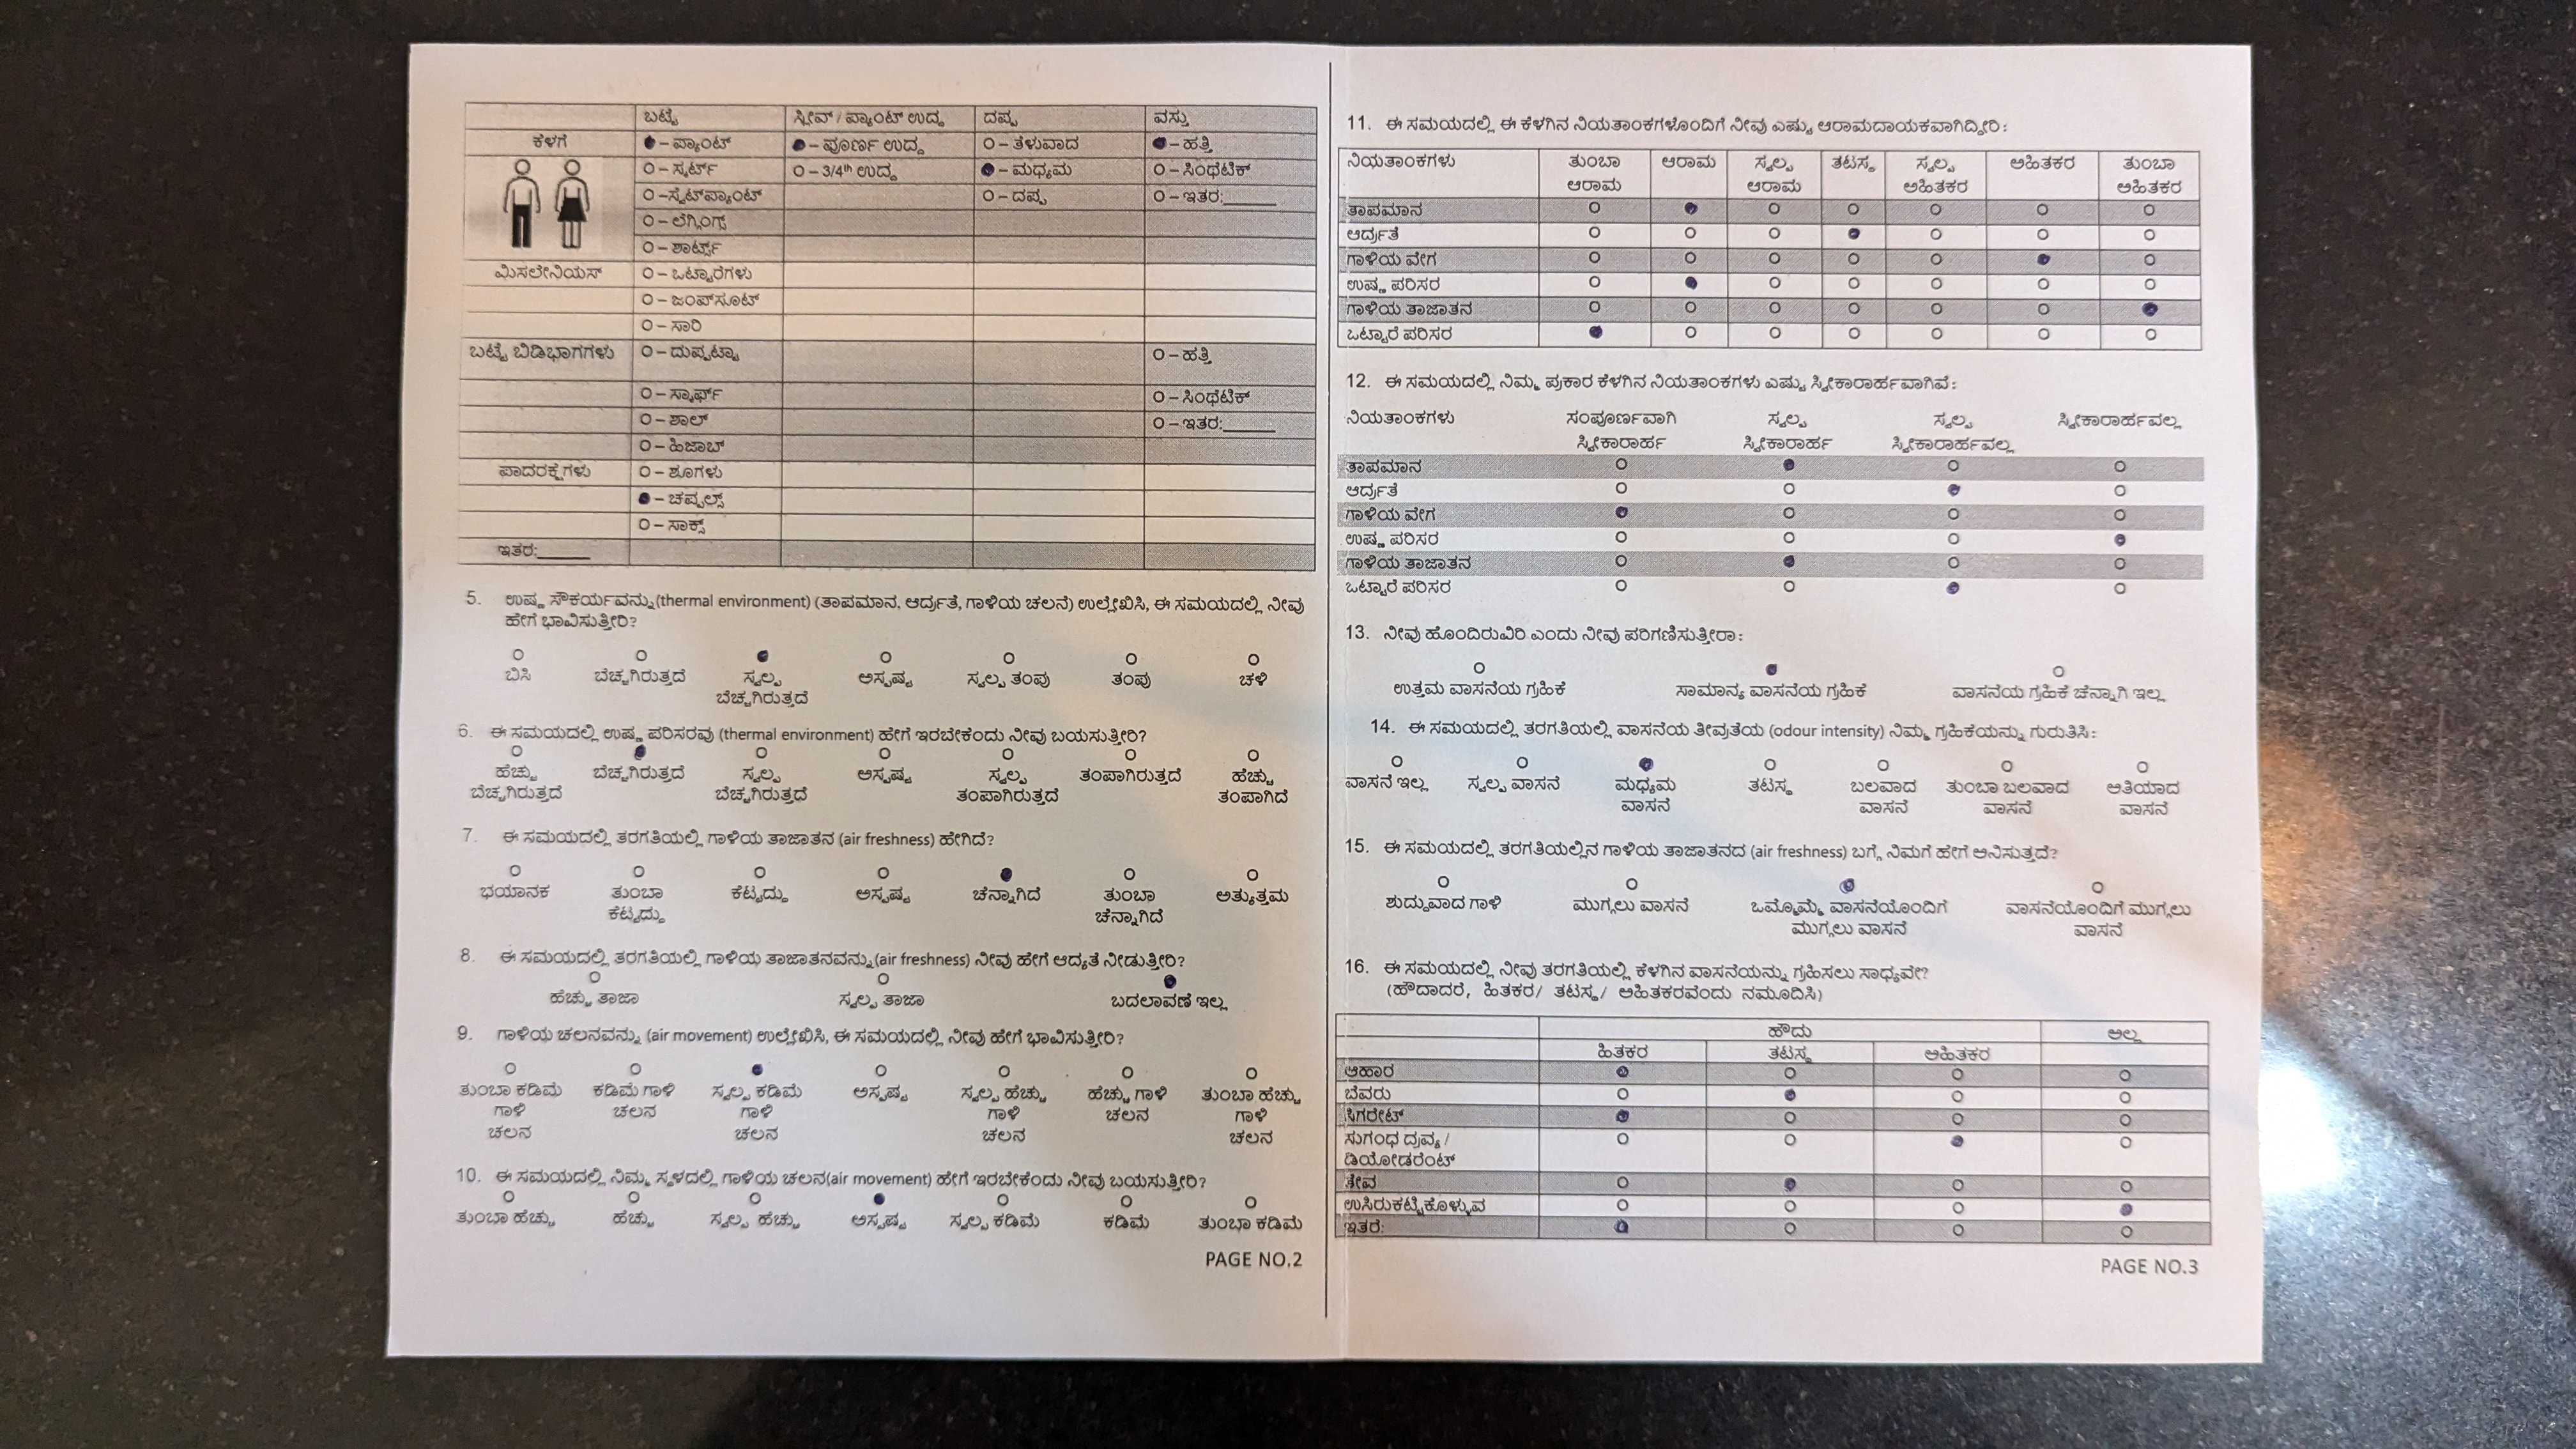 ಬಟ್ಟೆ ಸ್ಲೀವ್ / ಪ್ಯಾಂಟ್ ಉದ್ದ ದಪ್ಪ ವಸ್ತು
ಕೆಳಗೆ – ಪ್ಯಾಂಟ್ – ಪೂರ್ಣ ಉದ್ದ O – ತೆಳುವಾದ – ಹತ್ತಿ
O – ಸ್ಕರ್ಟ್ O – 3/4th ಉದ್ದ – ಮಧ್ಯಮ O – ಸಿಂಥೆಟಿಕ್
O –ಸ್ವೆಟ್‌ಪ್ಯಾಂಟ್ O – ದಪ್ಪ O – ಇತರ:______
O – ಲೆಗ್ಗಿಂಗ್ಸ್
O – ಶಾರ್ಟ್ಸ್
ಮಿಸಲೇನಿಯಸ್ O – ಒಟ್ಟಾರೆಗಳು
O – ಜಂಪ್‌ಸೂಟ್
O – ಸಾರಿ
ಬಟ್ಟೆ ಬಿಡಿಭಾಗಗಳು O – ದುಪ್ಪಟ್ಟಾ O – ಹತ್ತಿ
O – ಸ್ಕಾರ್ಫ್ O – ಸಿಂಥೆಟಿಕ್
O – ಶಾಲ್ O – ಇತರ:______
O – ಹಿಜಾಬ್
ಪಾದರಕ್ಷೆಗಳು O – ಶೂಗಳು
– ಚಪ್ಪಲ್ಸ್
O – ಸಾಕ್ಸ್
ಇತರ:______
5. ಉಷ್ಣ ಸೌಕರ್ಯವನ್ನು(thermal environment) (ತಾಪಮಾನ, ಆರ್ದ್ರತೆ, ಗಾಳಿಯ ಚಲನೆ) ಉಲ್ಲೇಖಿಸಿ, ಈ ಸಮಯದಲ್ಲಿ ನೀವು
ಹೇಗೆ ಭಾವಿಸುತ್ತೀರಿ?
ಬಿಸಿ ಬೆಚ್ಚಗಿರುತ್ತದೆ ಸ್ವಲ್ಪ ಅಸ್ಪಷ್ಟ ಸ್ವಲ್ಪ ತಂಪು ತಂಪು ಚಳಿ
ಬೆಚ್ಚಗಿರುತ್ತದೆ
6. ಈ ಸಮಯದಲ್ಲಿ ಉಷ್ಣ ಪರಿಸರವು (thermal environment) ಹೇಗೆ ಇರಬೇಕೆಂದು ನೀವು ಬಯಸುತ್ತೀರಿ?
ಹೆಚ್ಚು ಬೆಚ್ಚಗಿರುತ್ತದೆ ಸ್ವಲ್ಪ ಅಸ್ಪಷ್ಟ ಸ್ವಲ್ಪ ತಂಪಾಗಿರುತ್ತದೆ ಹೆಚ್ಚು
ಬೆಚ್ಚಗಿರುತ್ತದೆ ಬೆಚ್ಚಗಿರುತ್ತದೆ ತಂಪಾಗಿರುತ್ತದೆ ತಂಪಾಗಿದೆ
7. ಈ ಸಮಯದಲ್ಲಿ ತರಗತಿಯಲ್ಲಿ ಗಾಳಿಯ ತಾಜಾತನ (air freshness) ಹೇಗಿದೆ?
ಭಯಾನಕ ತುಂಬಾ ಕೆಟ್ಟದ್ದು ಅಸ್ಪಷ್ಟ ಚೆನ್ನಾಗಿದೆ ತುಂಬಾ ಅತ್ಯುತ್ತಮ
ಕೆಟ್ಟದ್ದು ಚೆನ್ನಾಗಿದೆ
8. ಈ ಸಮಯದಲ್ಲಿ ತರಗತಿಯಲ್ಲಿ ಗಾಳಿಯ ತಾಜಾತನವನ್ನು(air freshness) ನೀವು ಹೇಗೆ ಆದ್ಯತೆ ನೀಡುತ್ತೀರಿ?
ಹೆಚ್ಚು ತಾಜಾ ಸ್ವಲ್ಪ ತಾಜಾ ಬದಲಾವಣೆ ಇಲ್ಲ
9. ಗಾಳಿಯ ಚಲನವನ್ನು (air movement) ಉಲ್ಲೇಖಿಸಿ, ಈ ಸಮಯದಲ್ಲಿ ನೀವು ಹೇಗೆ ಭಾವಿಸುತ್ತೀರಿ?
ತುಂಬಾ ಕಡಿಮೆ ಕಡಿಮೆ ಗಾಳಿ ಸ್ವಲ್ಪ ಕಡಿಮೆ ಅಸ್ಪಷ್ಟ ಸ್ವಲ್ಪ ಹೆಚ್ಚು ಹೆಚ್ಚು ಗಾಳಿ ತುಂಬಾ ಹೆಚ್ಚು
ಗಾಳಿ ಚಲನ ಗಾಳಿ ಗಾಳಿ ಚಲನ ಗಾಳಿ
ಚಲನ ಚಲನ ಚಲನ ಚಲನ
10. ಈ ಸಮಯದಲ್ಲಿ ನಿಮ್ಮ ಸ್ಥಳದಲ್ಲಿ ಗಾಳಿಯ ಚಲನ(air movement) ಹೇಗೆ ಇರಬೇಕೆಂದು ನೀವು ಬಯಸುತ್ತೀರಿ?
ತುಂಬಾ ಹೆಚ್ಚು ಹೆಚ್ಚು ಸ್ವಲ್ಪ ಹೆಚ್ಚು ಅಸ್ಪಷ್ಟ ಸ್ವಲ್ಪ ಕಡಿಮೆ ಕಡಿಮೆ ತುಂಬಾ ಕಡಿಮೆ
PAGE NO.2
11. ಈ ಸಮಯದಲ್ಲಿ ಈ ಕೆಳಗಿನ ನಿಯತಾಂಕಗಳೊಂದಿಗೆ ನೀವು ಎಷ್ಟು ಆರಾಮದಾಯಕವಾಗಿದ್ದೀರಿ:
ನಿಯತಾಂಕಗಳು ತುಂಬಾ ಆರಾಮ ಸ್ವಲ್ಪ ತಟಸ್ಥ ಸ್ವಲ್ಪ ಅಹಿತಕರ ತುಂಬಾ
ಆರಾಮ ಆರಾಮ ಅಹಿತಕರ ಅಹಿತಕರ
ತಾಪಮಾನ
ಆರ್ದ್ರತೆ
ಗಾಳಿಯ ವೇಗ
ಉಷ್ಣ ಪರಿಸರ
ಗಾಳಿಯ ತಾಜಾತನ
ಒಟ್ಟಾರೆ ಪರಿಸರ
12. ಈ ಸಮಯದಲ್ಲಿ ನಿಮ್ಮ ಪ್ರಕಾರ ಕೆಳಗಿನ ನಿಯತಾಂಕಗಳು ಎಷ್ಟು ಸ್ವೀಕಾರಾರ್ಹವಾಗಿವೆ:
ನಿಯತಾಂಕಗಳು ಸಂಪೂರ್ಣವಾಗಿ ಸ್ವಲ್ಪ ಸ್ವಲ್ಪ ಸ್ವೀಕಾರಾರ್ಹವಲ್ಲ
ಸ್ವೀಕಾರಾರ್ಹ ಸ್ವೀಕಾರಾರ್ಹ ಸ್ವೀಕಾರಾರ್ಹವಲ್ಲ
ತಾಪಮಾನ
ಆರ್ದ್ರತೆ
ಗಾಳಿಯ ವೇಗ
ಉಷ್ಣ ಪರಿಸರ
ಗಾಳಿಯ ತಾಜಾತನ
ಒಟ್ಟಾರೆ ಪರಿಸರ
13. ನೀವು ಹೊಂದಿರುವಿರಿ ಎಂದು ನೀವು ಪರಿಗಣಿಸುತ್ತೀರಾ:
ಉತ್ತಮ ವಾಸನೆಯ ಗ್ರಹಿಕೆ ಸಾಮಾನ್ಯ ವಾಸನೆಯ ಗ್ರಹಿಕೆ ವಾಸನೆಯ ಗ್ರಹಿಕೆ ಚೆನ್ನಾಗಿ ಇಲ್ಲ
14. ಈ ಸಮಯದಲ್ಲಿ ತರಗತಿಯಲ್ಲಿ ವಾಸನೆಯ ತೀವ್ರತೆಯ (odour intensity) ನಿಮ್ಮ ಗ್ರಹಿಕೆಯನ್ನು ಗುರುತಿಸಿ:
ವಾಸನೆ ಇಲ್ಲ ಸ್ವಲ್ಪ ವಾಸನೆ ಮಧ್ಯಮ ತಟಸ್ಥ ಬಲವಾದ ತುಂಬಾ ಬಲವಾದ ಅತಿಯಾದ
ವಾಸನೆ ವಾಸನೆ ವಾಸನೆ ವಾಸನೆ
15. ಈ ಸಮಯದಲ್ಲಿ ತರಗತಿಯಲ್ಲಿನ ಗಾಳಿಯ ತಾಜಾತನದ (air freshness) ಬಗ್ಗೆ ನಿಮಗೆ ಹೇಗೆ ಅನಿಸುತ್ತದೆ?
ಶುದ್ಧವಾದ ಗಾಳಿ ಮುಗ್ಗಲು ವಾಸನೆ ಒಮ್ಮೊಮ್ಮೆ ವಾಸನೆಯೊಂದಿಗೆ ವಾಸನೆಯೊಂದಿಗೆ ಮುಗ್ಗಲು
ಮುಗ್ಗಲು ವಾಸನೆ ವಾಸನೆ
16. ಈ ಸಮಯದಲ್ಲಿ ನೀವು ತರಗತಿಯಲ್ಲಿ ಕೆಳಗಿನ ವಾಸನೆಯನ್ನು ಗ್ರಹಿಸಲು ಸಾಧ್ಯವೇ?
(ಹೌದಾದರೆ, ಹಿತಕರ/ ತಟಸ್ಥ/ ಅಹಿತಕರವೆಂದು ನಮೂದಿಸಿ)
ಹೌದು ಅಲ್ಲ
ಹಿತಕರ ತಟಸ್ಥ ಅಹಿತಕರ
ಆಹಾರ
ಬೆವರು
ಸಿಗರೇಟ್
ಸುಗಂಧ ದ್ರವ್ಯ /
ಡಿಯೋಡರೆಂಟ್
ತೇವ
ಉಸಿರುಕಟ್ಟಿಕೊಳ್ಳುವ
ಇತರೆ:
PAGE NO.3